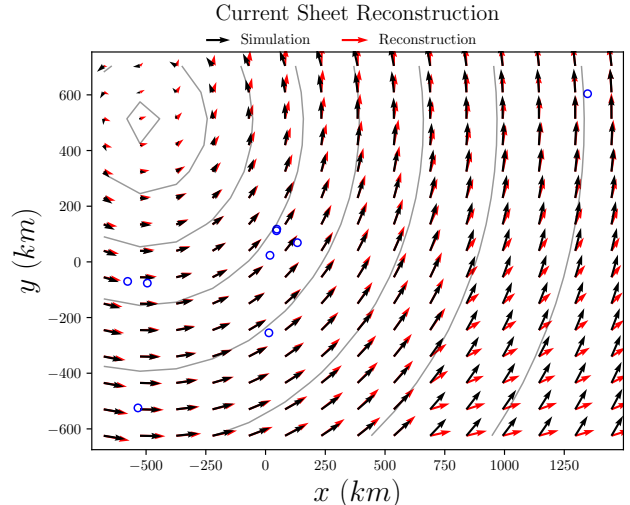 Current Sheet Reconstruction
Simulation Reconstruction
y (km)
600
400
200
0
−200
−400
−600
−500 −250 0 250 500 750 1000 1250
x (km)